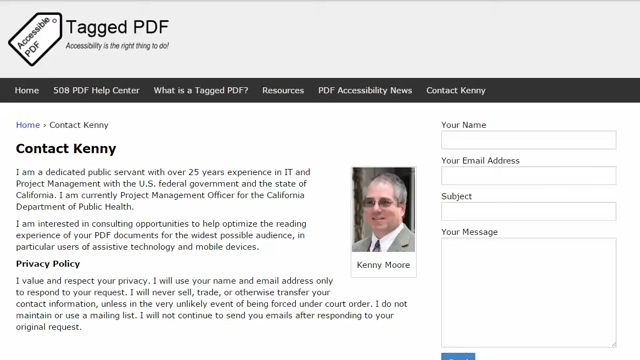 Accessible
PDF
Tagged PDF
Accessibility is the right thing to do!
Home
508 PDF Help Center
What is a Tagged PDF?
Resources
PDF Accessibility News
Contact Kenny
Home › Contact Kenny
Contact Kenny
I am a dedicated public servant with over 25 years experience in IT and
Project Management with the U.S. federal government and the state of
California. I am currently Project Management Officer for the California
Department of Public Health.
I am interested in consulting opportunities to help optimize the reading
experience of your PDF documents for the widest possible audience, in
particular users of assistive technology and mobile devices.
Kenny Moore
Privacy Policy
I value and respect your privacy. I will use your name and email address only
to respond to your request. I will never sell, trade, or otherwise transfer your
contact information, unless in the very unlikely event of being forced under court order. I do not
maintain or use a mailing list. I will not continue to send you emails after responding to your
original request.
Your Name
Your Email Address
Subject
Your Message